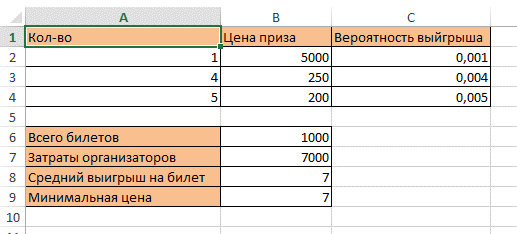 A B C
1 Кол-во Цена приза Вероятность выйгрыша
2 1 5000 0,001
3 4 250 0,004
4 5 200 0,005
5
6 Всего билетов 1000
7 Затраты организаторов 7000
8 Средний выигрыш на билет 7
9 Минимальная цена 7
10